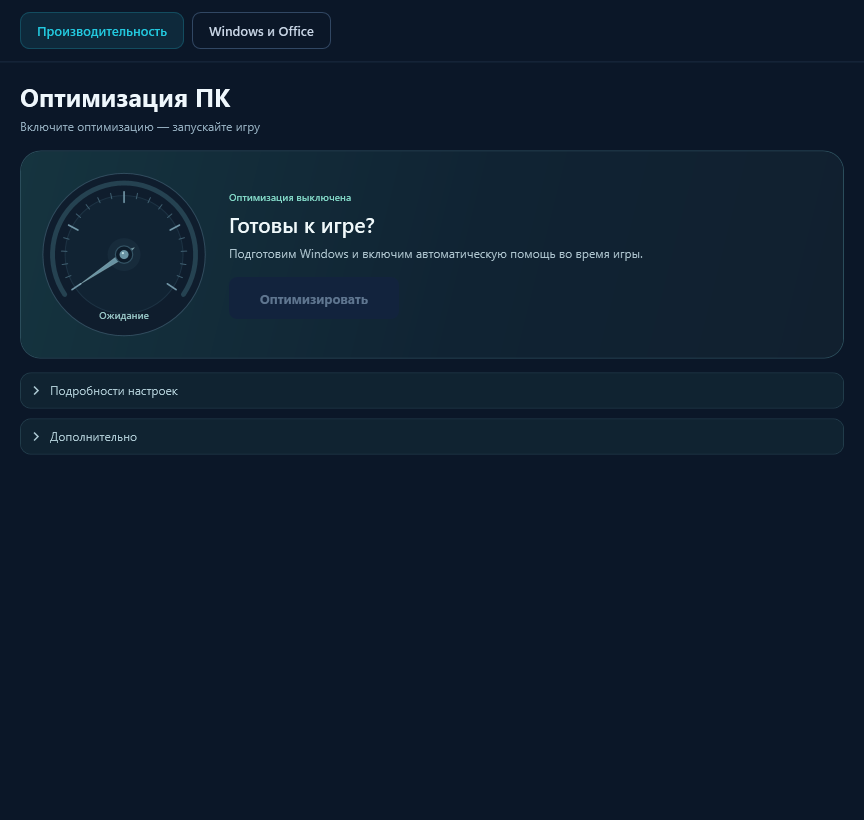 Производительность
Windows и Office
Оптимизация ПК
Включите оптимизацию — запускайте игру
Оптимизация выключена
Готовы к игре?
Подготовим Windows и включим автоматическую помощь во время игры.
Оптимизировать
Ожидание
Подробности настроек
Дополнительно